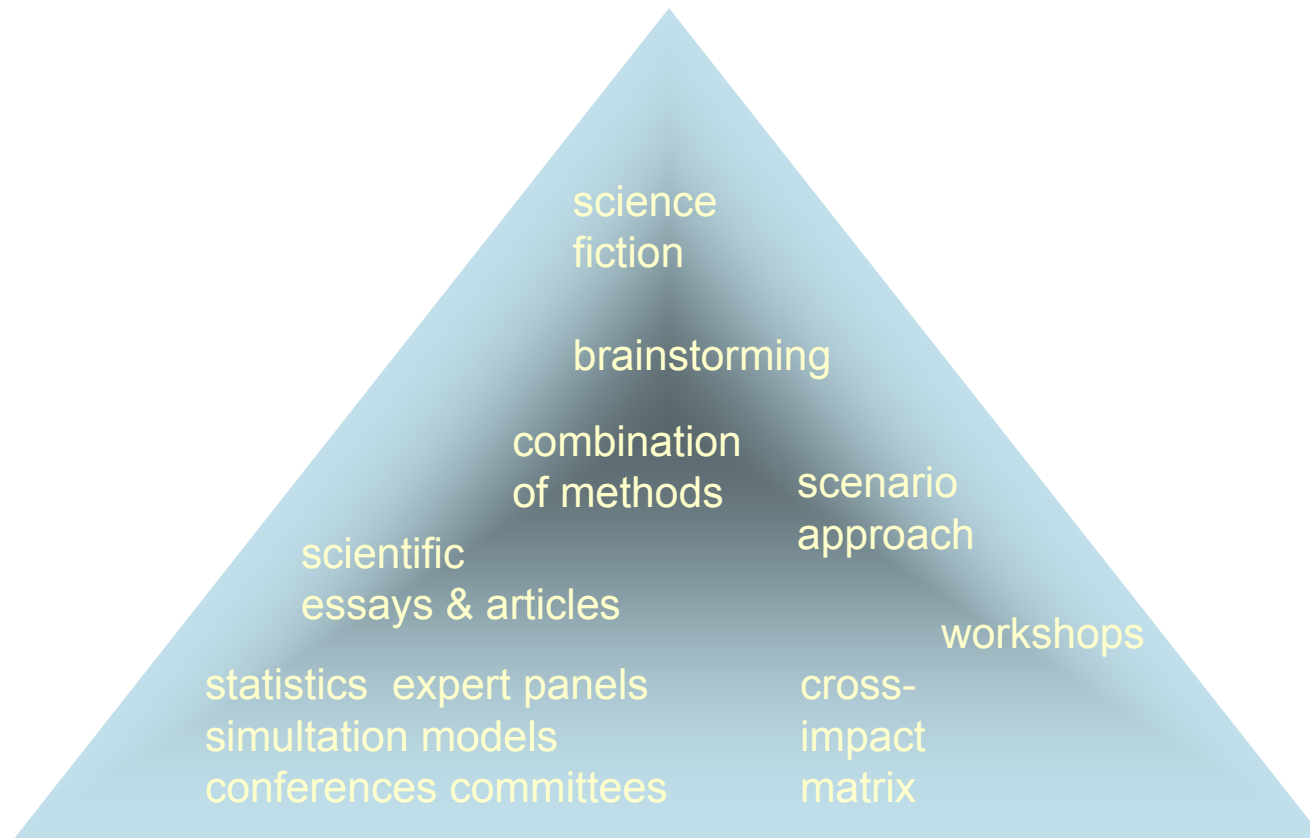 science
fiction
brainstorming
combination
of methods
scenario
approach
scientific
essays & articles
workshops
statistics expert panels
simultation models
conferences committees
cross-
impact
matrix